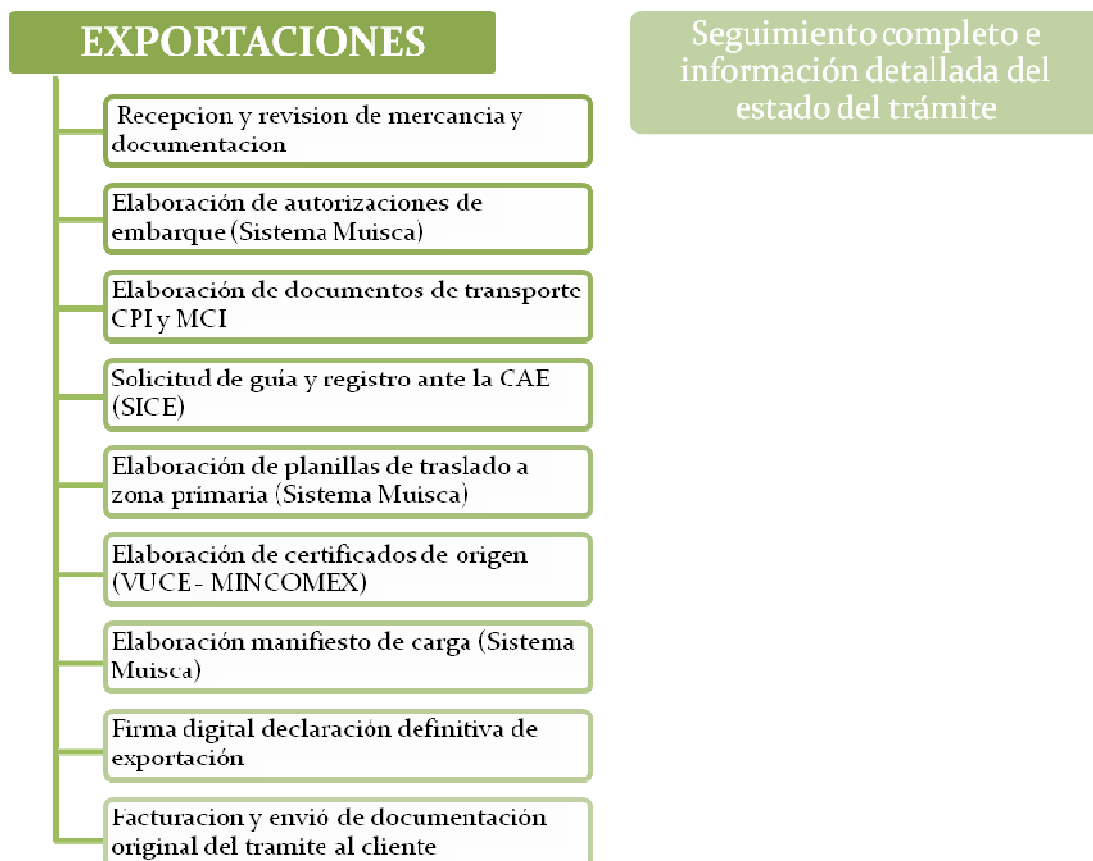 EXPORTACIONES
Recepcion y revision de mercancia y
documentacion
Elaboración de autorizaciones de
embarque (Sistema Muisca)
Elaboración de documentos de transporte
CPI y MCI
Solicitud de guía y registro ante la CAE
(SICE)
Elaboración de planillas de traslado a
zona primaria (Sistema Muisca)
Elaboración de certificados de origen
(VUCE- MINCOMEX)
Elaboración manifiesto de carga (Sistema
Muisca)
Firma digital declaración definitiva de
exportación
Facturacion y envió de documentación
original del tramite al cliente
Seguimiento completo e
información detallada del
estado del trámite